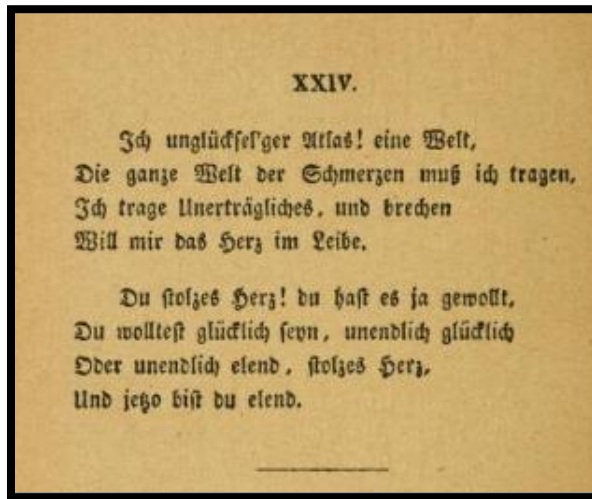 XXIV.
Ich unglücksel'ger Atlas! eine Welt,
Die ganze Welt der Schmerzen muß ich tragen,
Ich trage Unerträgliches, und brechen
Will mir das Herz im Leibe.
Du stolzes Herz! du hast es ja gewollt,
Du wolltest glücklich seyn, unendlich glücklich
Oder unendlich elend, stolzes Herz,
Und jetzo bist du elend.